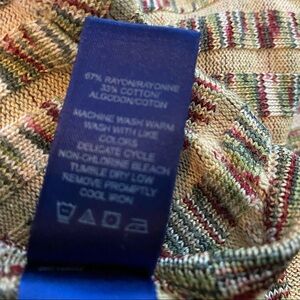 67% RAYON/RAYONNE
33% COTTON/
ALGODON/COTON
MACHINE WASH WARM
WASH WITH LIKE
COLORS
DELICATE CYCLE
NON-CHLORINE BLEACH
TUMBLE DRY LOW
REMOVE PROMPTLY
COOL IRON